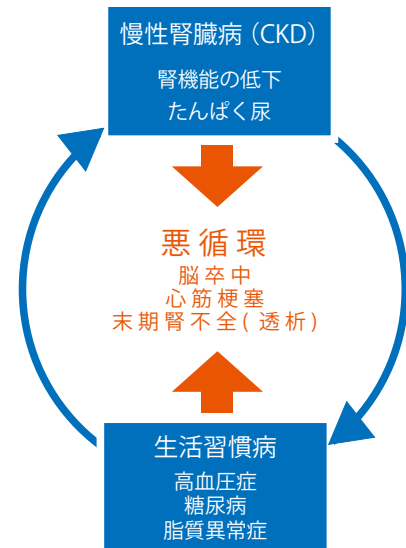 慢性腎臓病（CKD）
腎機能の低下
たんぱく尿
悪循環
脳卒中
心筋梗塞
末期腎不全(透析)
生活習慣病
高血圧症
糖尿病
脂質異常症